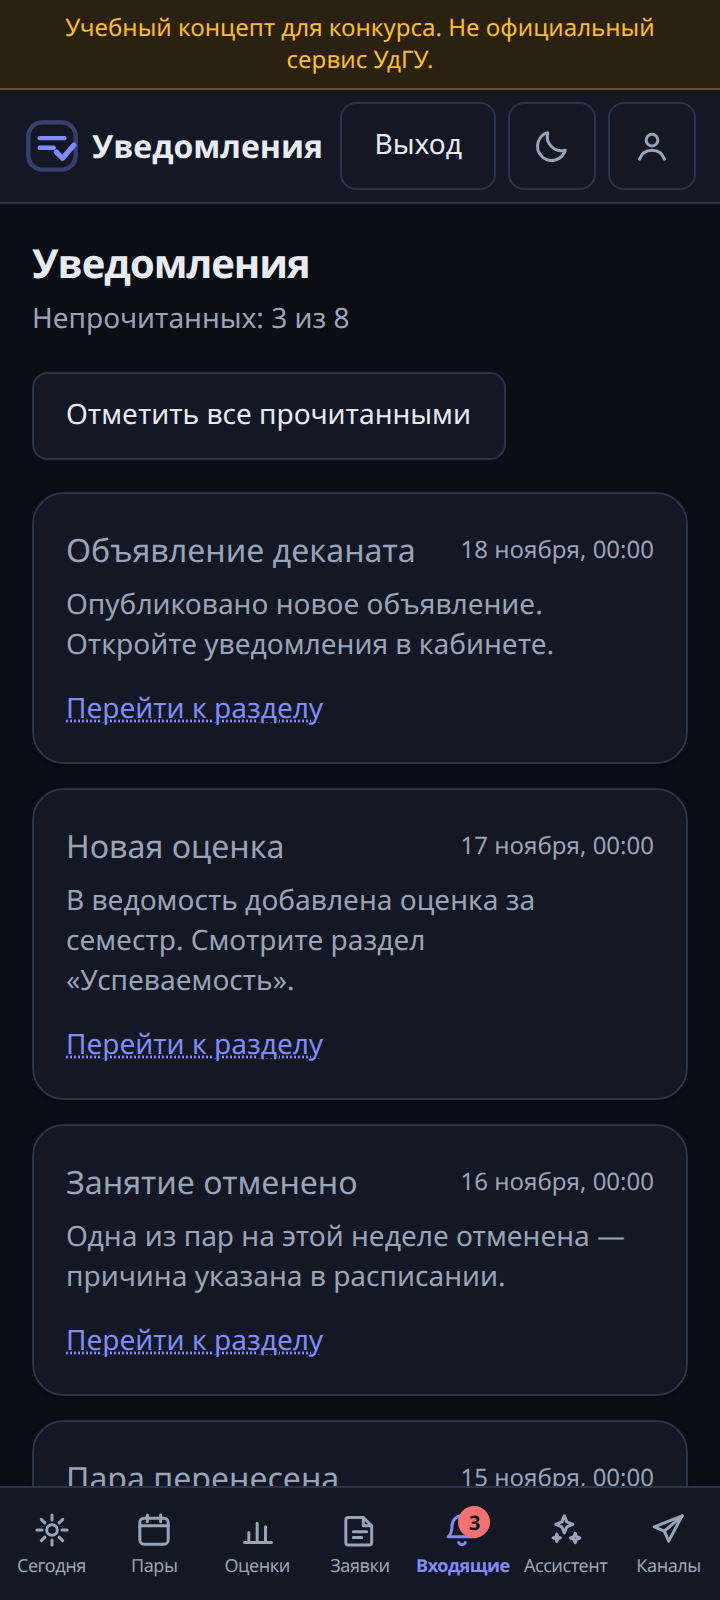 Учебный концепт для конкурса. Не официальный
сервис УдГУ.
Уведомления
Выход
Уведомления
Непрочитанных: 3 из 8
Отметить все прочитанными
Объявление деканата
18 ноября, 00:00
Опубликовано новое объявление.
Откройте уведомления в кабинете.
Перейти к разделу
Новая оценка
17 ноября, 00:00
В ведомость добавлена оценка за
семестр. Смотрите раздел
«Успеваемость».
Перейти к разделу
Занятие отменено
16 ноября, 00:00
Одна из пар на этой неделе отменена —
причина указана в расписании.
Перейти к разделу
Пара перенесена
15 ноября, 00:00
3
Сегодня
Пары
Оценки
Заявки
Входящие
Ассистент
Каналы